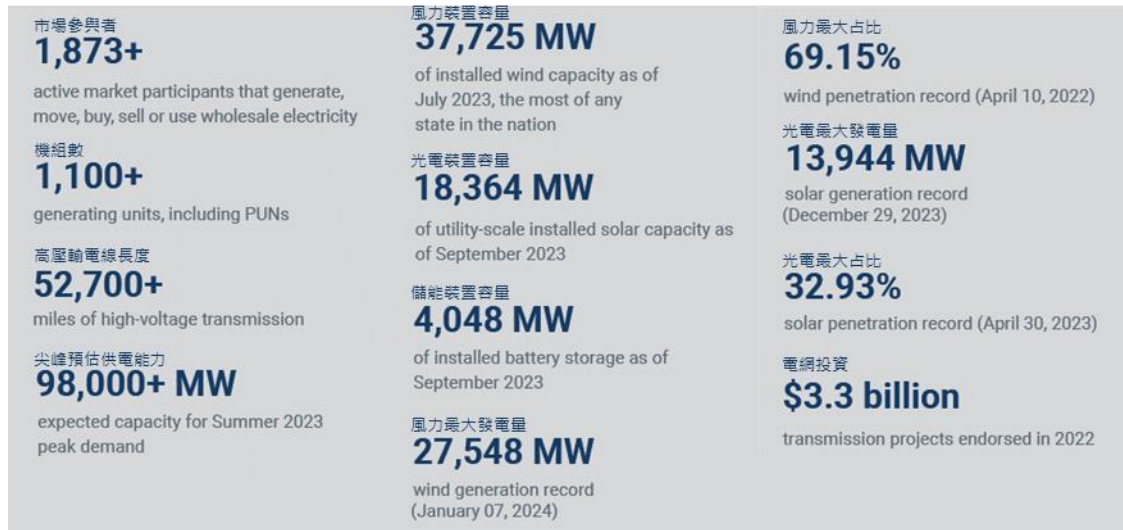 市場參與者
1,873+
active market participants that generate,
move, buy, sell or use wholesale electricity
機組數
1,100+
generating units, including PUNs
高壓輸電線長度
52,700+
miles of high-voltage transmission
尖峰預估供電能力
98,000+ MW
expected capacity for Summer 2023
peak demand
風力裝置容量
37,725 MW
of installed wind capacity as of
July 2023, the most of any
state in the nation
光電裝置容量
18,364 MW
of utility-scale installed solar capacity as
of September 2023
儲能裝置容量
4,048 MW
of installed battery storage as of
September 2023
風力最大發電量
27,548 MW
wind generation record
(January 07, 2024)
風力最大占比
69.15%
wind penetration record (April 10, 2022)
光電最大發電量
13,944 MW
solar generation record
(December 29, 2023)
光電最大占比
32.93%
solar penetration record (April 30, 2023)
電網投資
$3.3 billion
transmission projects endorsed in 2022